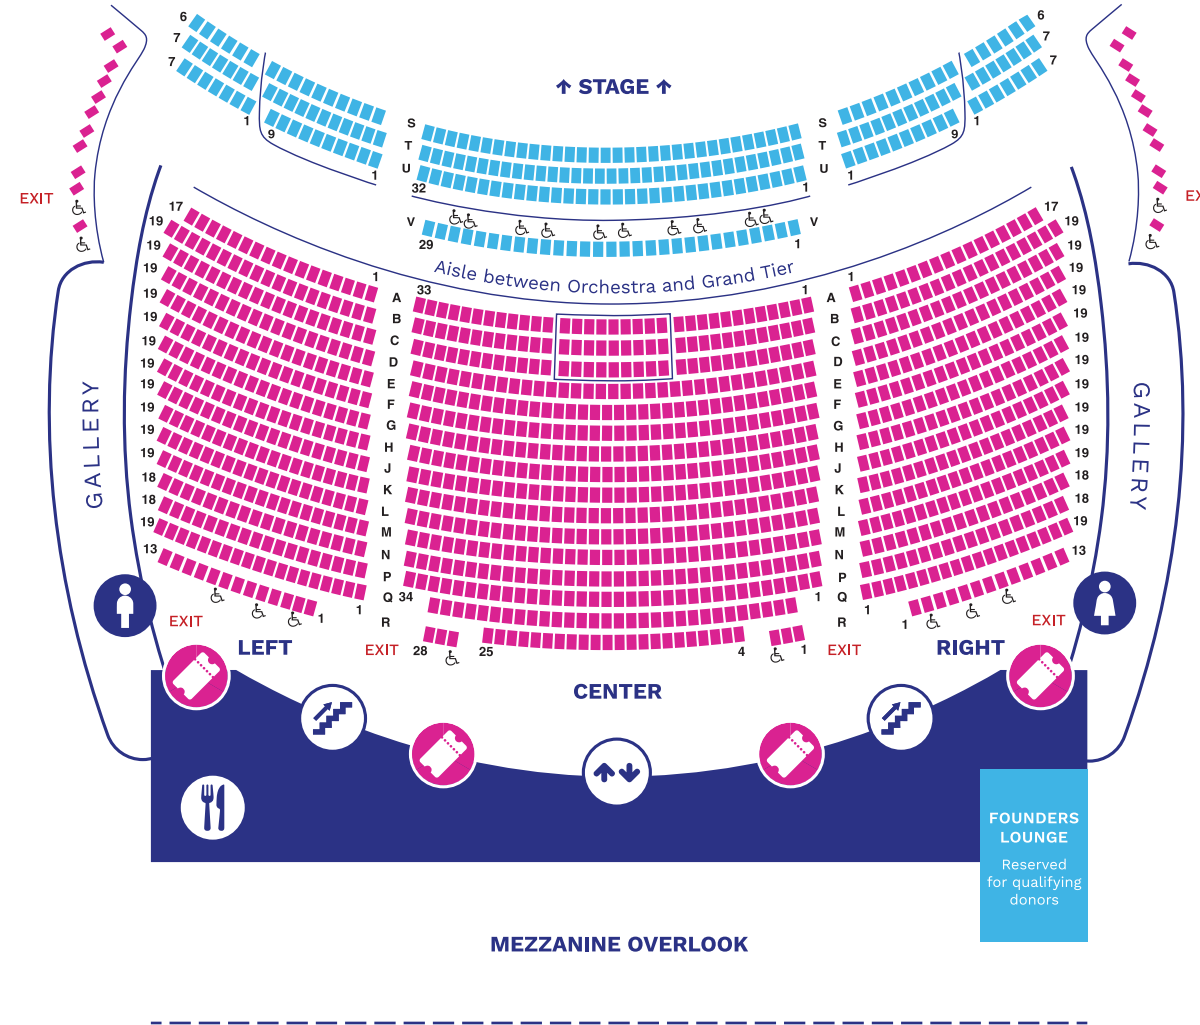 6
6
7
7
7
7
↑ STAGE ↑
1
1
9
9
S
S
T
T
U
U
1
1
32
1
EXIT
EX
17
17
19
19
V
V
29
1
19
19
Aisle between Orchestra and Grand Tier
1
1
33
1
19
19
A
A
19
19
B
B
19
19
C
C
19
19
D
D
19
19
E
E
19
19
F
F
19
19
G
G
19
19
H
H
19
19
J
J
18
18
K
K
18
18
L
L
19
19
M
M
13
13
N
N
P
P
GALLERY
GALLERY
Q
Q
34
1
1
1
1
1
R
R
EXIT
EXIT
LEFT
RIGHT
EXIT
28
25
4
1
EXIT
CENTER
FOUNDERS
LOUNGE
Reserved
for qualifying
donors
MEZZANINE OVERLOOK